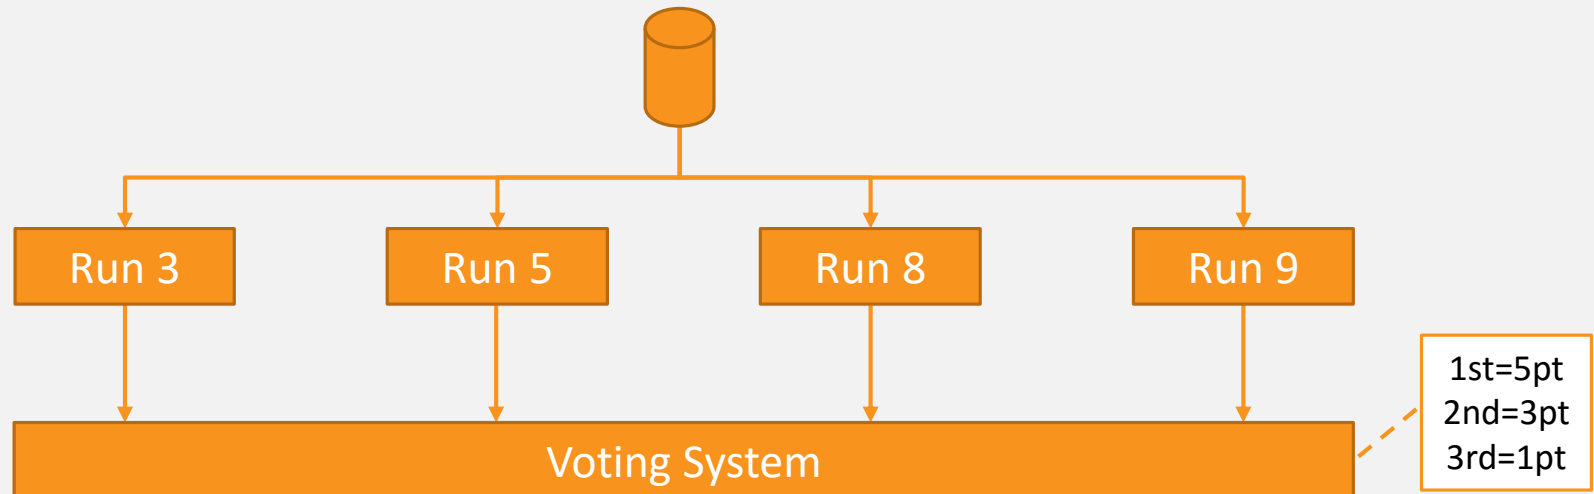 Run 3
Run 5
Run 8
Run 9
1st=5pt
2nd=3pt
3rd=1pt
Voting System